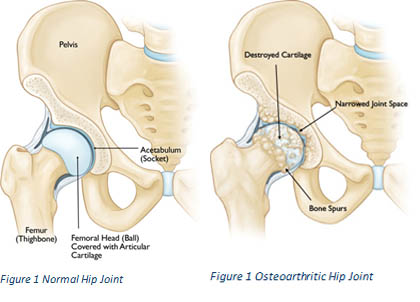 Pelvis
Acetabulum
(Socket)
Femur
(Thighbone)
Femoral Head (Ball)
Covered with Articular
Cartilage
Figure 1 Normal Hip Joint
Destroyed Cartilage
Narrowed Joint Space
Bone Spurs
Figure 1 Osteoarthritic Hip Joint